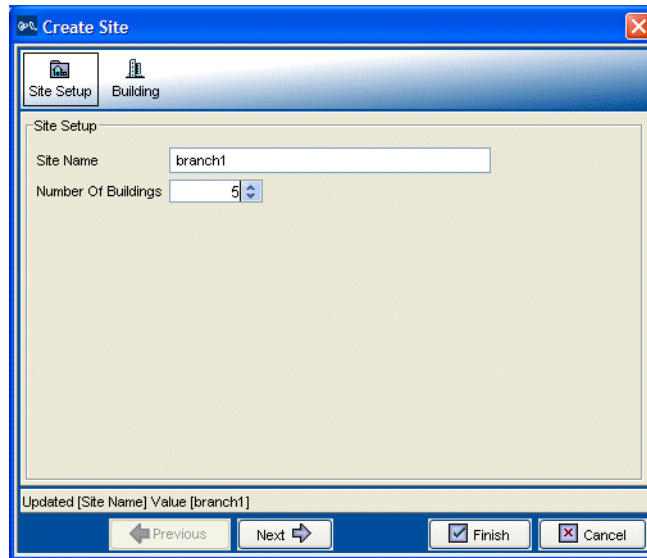 Create Site
Site Setup Building
Site Setup
Site Name branch1
Number Of Buildings 5
Updated [Site Name] Value [branch1]
Previous Next Finish Cancel